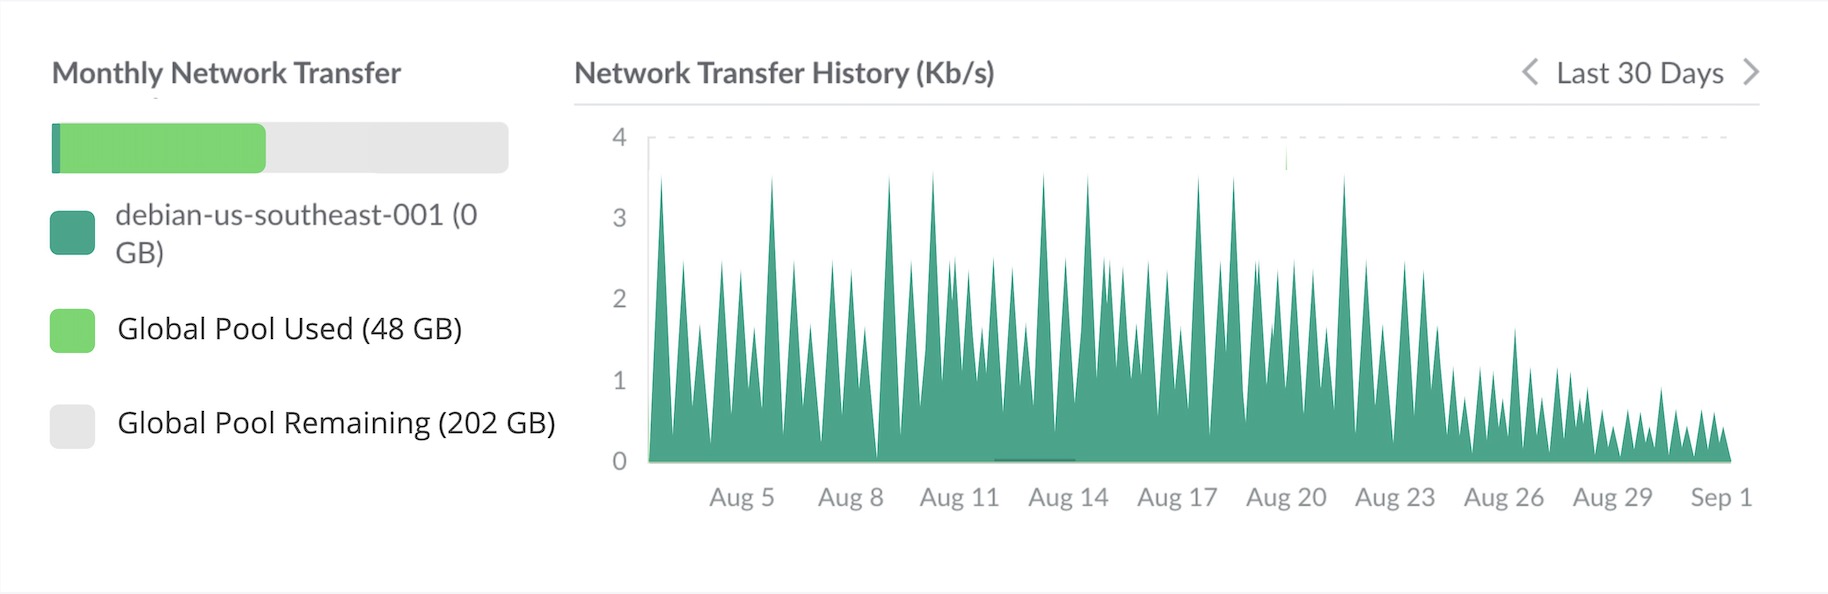 Monthly Network Transfer
debian-us-southeast-001 (0
GB)
Global Pool Used (48 GB)
Global Pool Remaining (202 GB)
Network Transfer History (Kb/s)
Last 30 Days
4
3
2
1
0
Aug 5 Aug 8 Aug 11 Aug 14 Aug 17 Aug 20 Aug 23 Aug 26 Aug 29 Sep 1